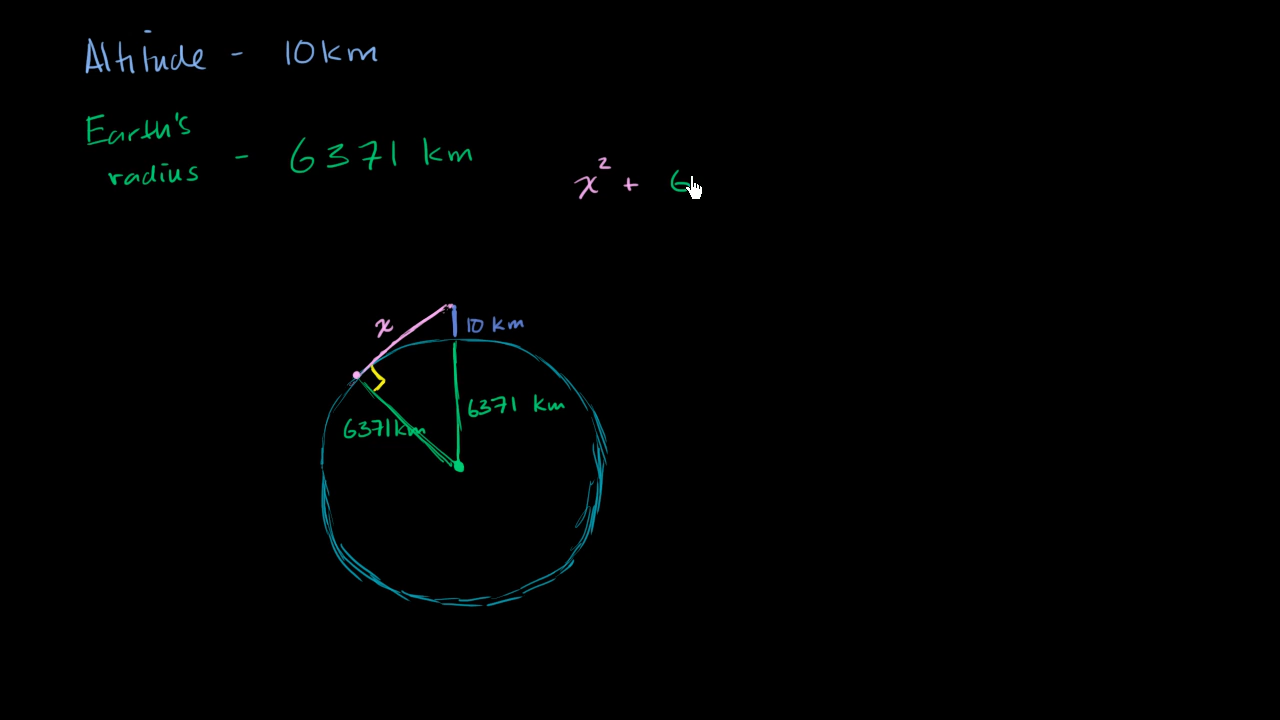 Altitude - 10km
Earth's
radius - 6371 km
x² + 6
x
10 km
6371 km
6371km